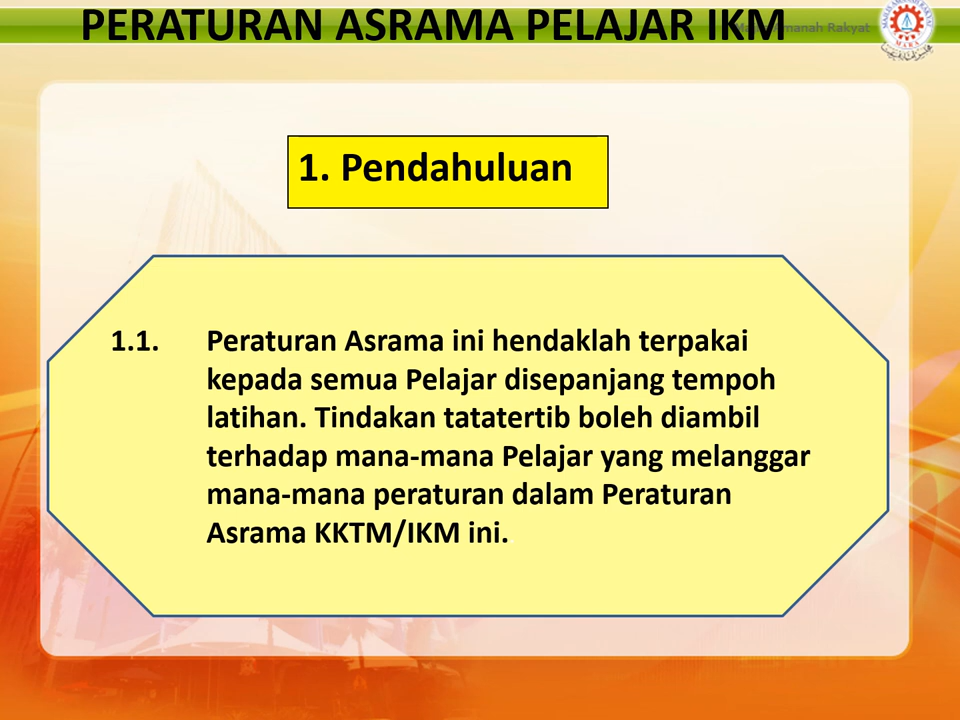 PERATURAN ASRAMA PELAJAR IKM
Amanah Rakyat
MARA
1. Pendahuluan
1.1. Peraturan Asrama ini hendaklah terpakai
kepada semua Pelajar disepanjang tempoh
latihan. Tindakan tatatertib boleh diambil
terhadap mana-mana Pelajar yang melanggar
mana-mana peraturan dalam Peraturan
Asrama KKTM/IKM ini.